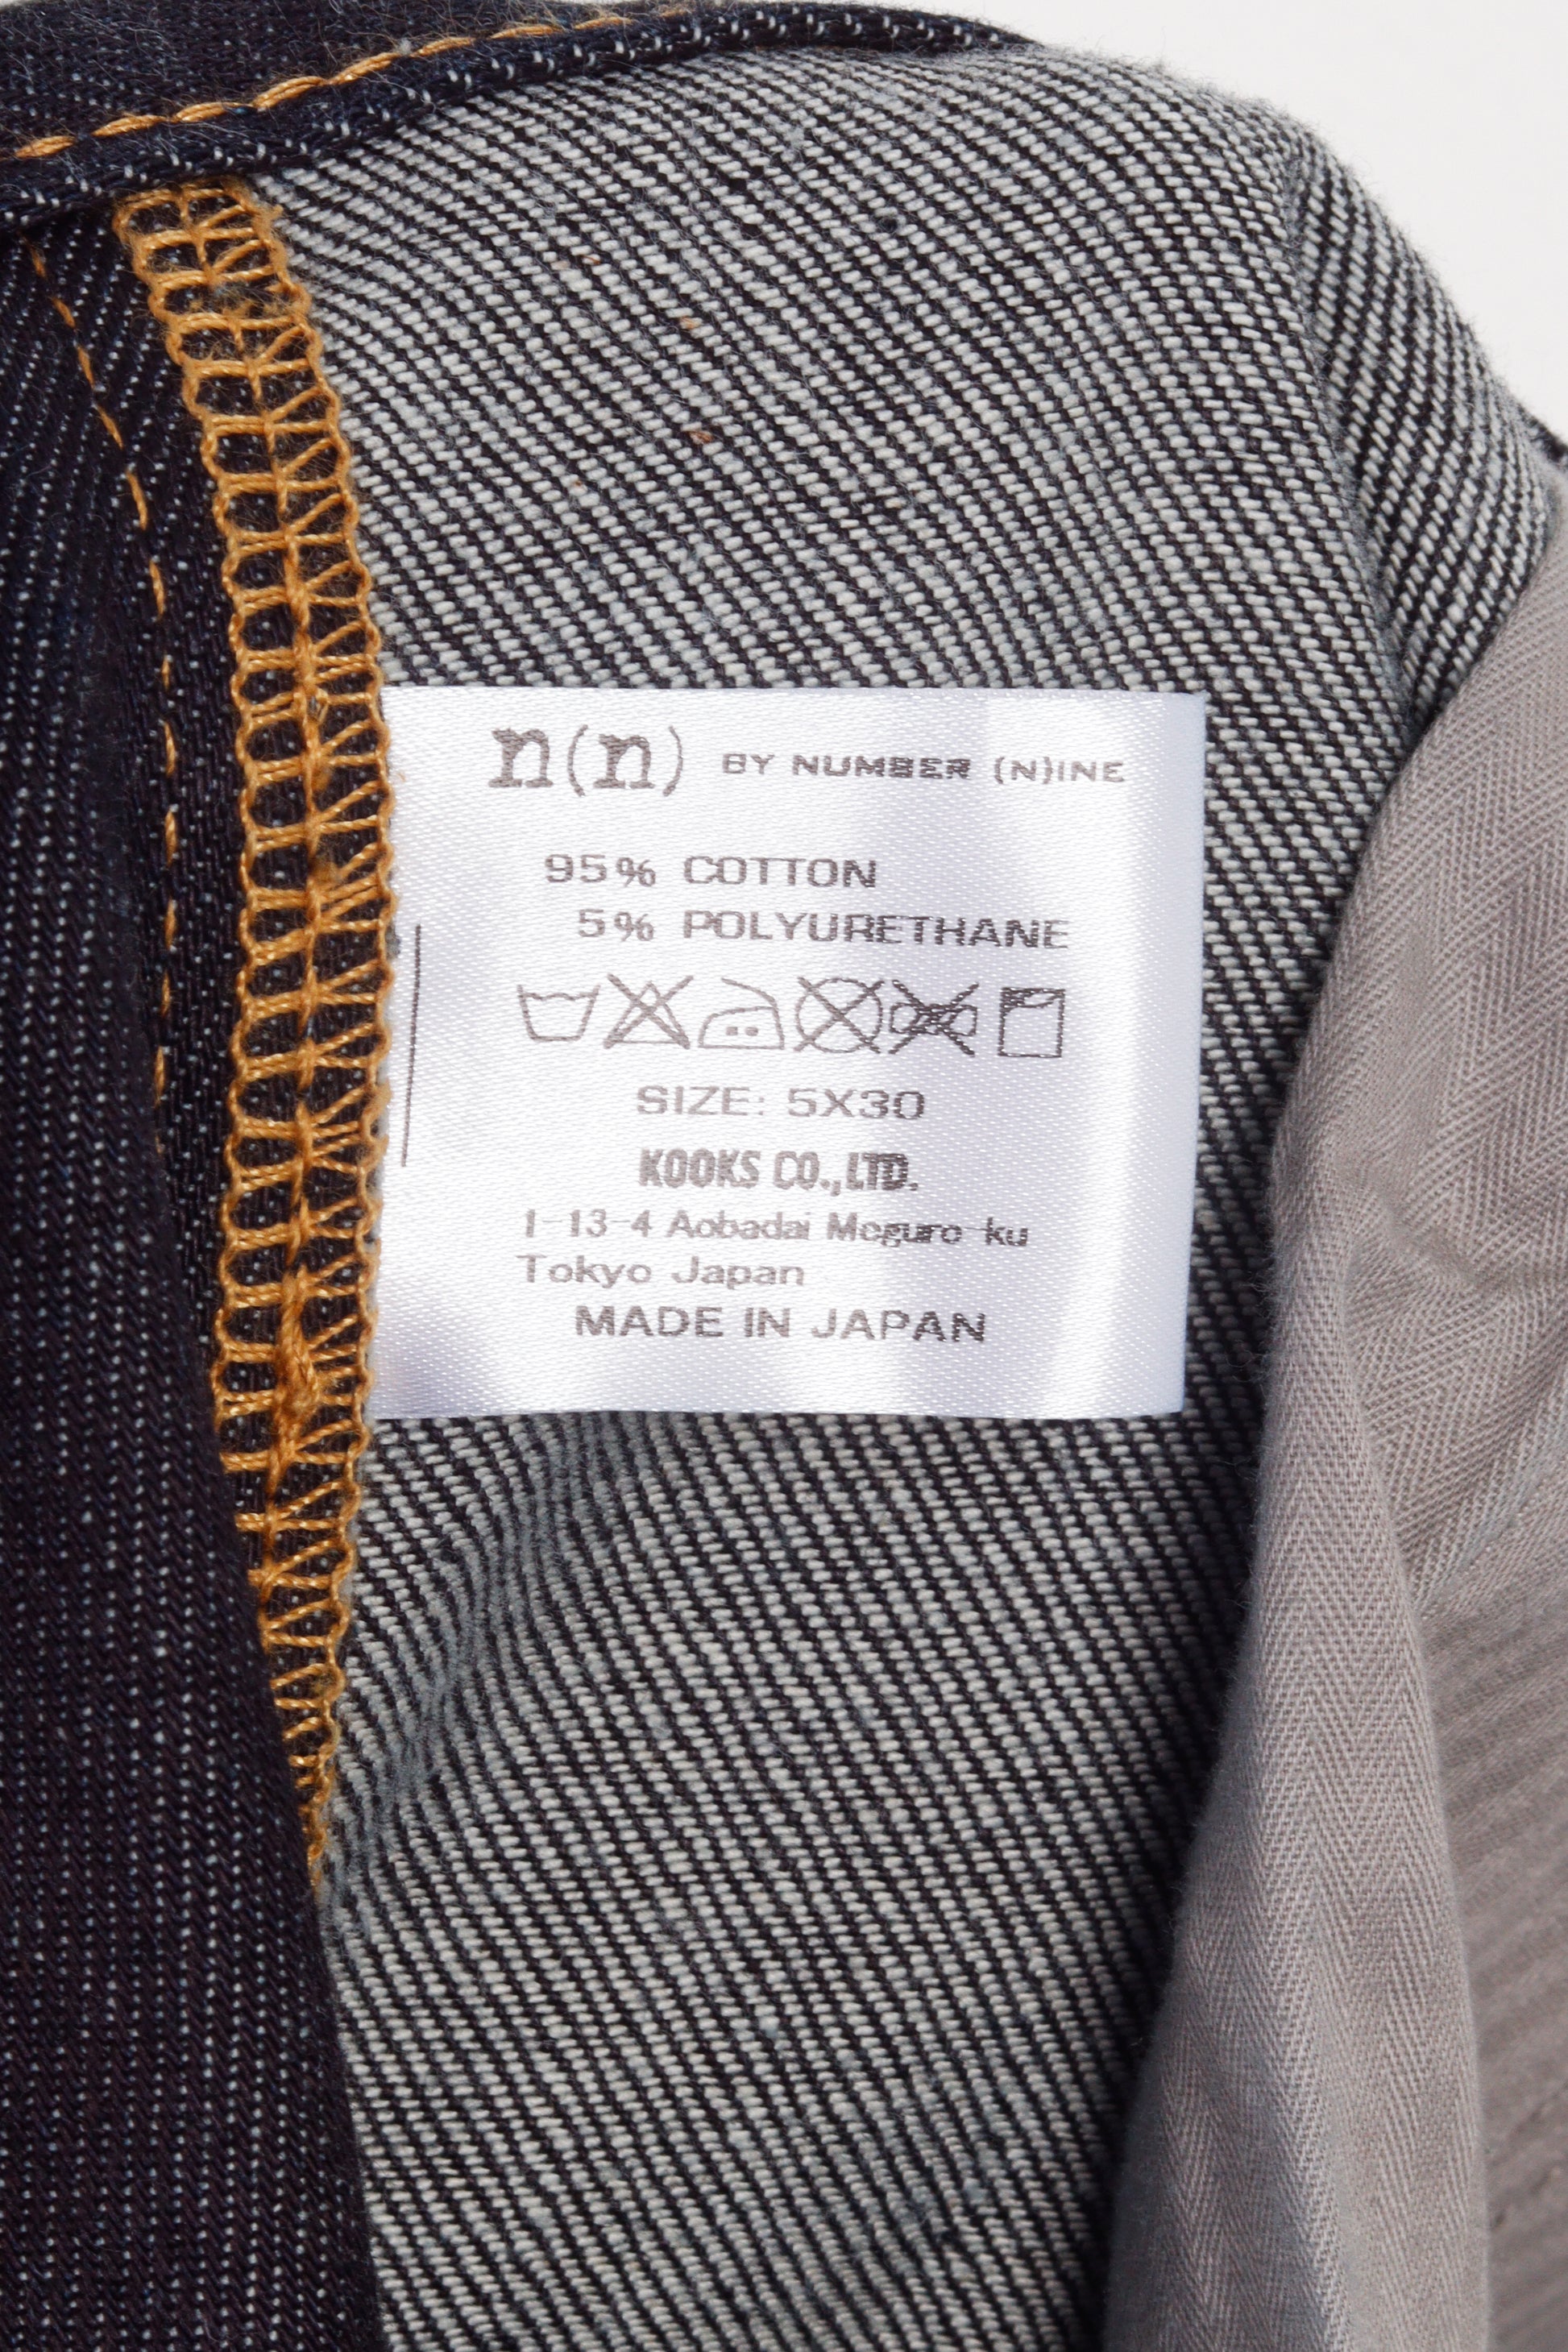 n(n) BY NUMBER (N)INE
95% COTTON
5% POLYURETHANE
SIZE: 5X30
KOOKS CO.,LTD.
1-13-4 Aobadai Meguro-ku
Tokyo Japan
MADE IN JAPAN